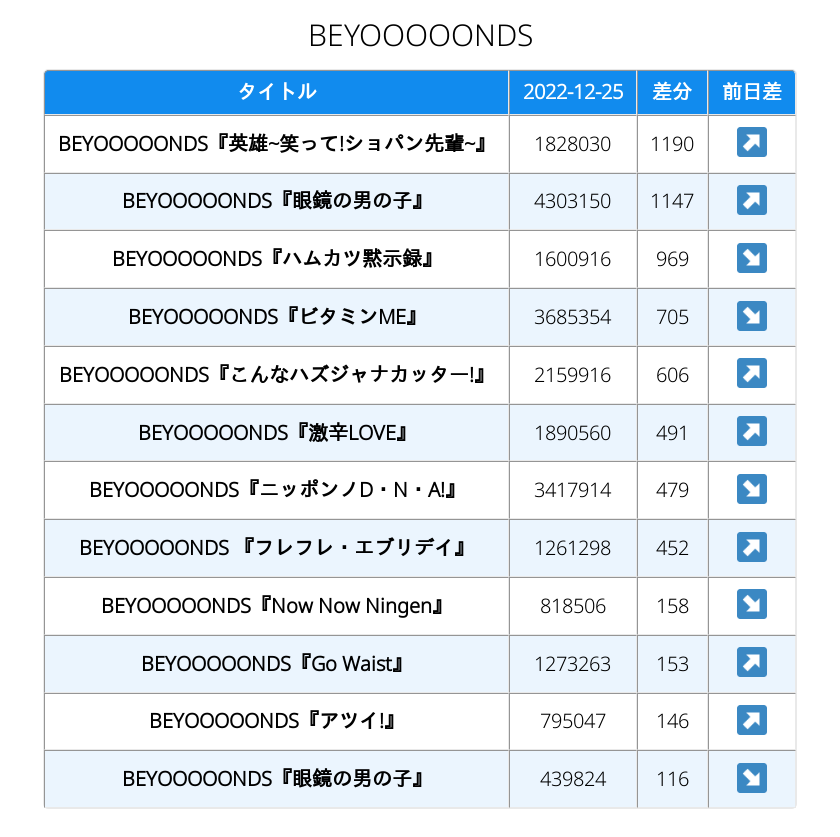 BEYOOOOONDS
タイトル 2022-12-25 差分 前日差
BEYOOOOONDS『英雄~笑って!ショパン先輩~』 1828030 1190 ↗
BEYOOOOONDS『眼鏡の男の子』 4303150 1147 ↗
BEYOOOOONDS『ハムカツ黙示録』 1600916 969 ↘
BEYOOOOONDS『ビタミンME』 3685354 705 ↘
BEYOOOOONDS『こんなハズジャナカッター!』 2159916 606 ↗
BEYOOOOONDS『激辛LOVE』 1890560 491 ↗
BEYOOOOONDS『ニッポンノD・N・A!』 3417914 479 ↘
BEYOOOOONDS 『フレフレ・エブリデイ』 1261298 452 ↗
BEYOOOOONDS『Now Now Ningen』 818506 158 ↘
BEYOOOOONDS『Go Waist』 1273263 153 ↗
BEYOOOOONDS『アツイ!』 795047 146 ↗
BEYOOOOONDS『眼鏡の男の子』 439824 116 ↘